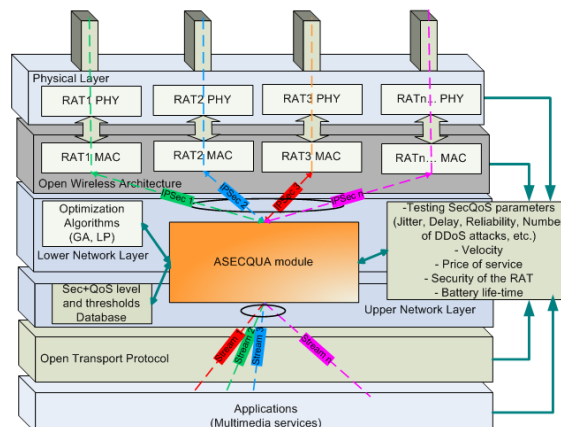 Physical Layer
RAT1 PHY
RAT2 PHY
RAT3 PHY
RATn... PHY
RAT1 MAC
RAT2 MAC
RAT3 MAC
RATn... MAC
Open Wireless Architecture
IPSec 1
IPSec 2
IPSec 3
IPSec n
Optimization
Algorithms
(GA, LP)
Lower Network Layer
ASECQUA module
-Testing SecQoS parameters
(Jitter, Delay, Reliability, Number
of DDoS attacks, etc.)
- Velocity
- Price of service
- Security of the RAT
- Battery life-time
Sec+QoS level
and thresholds
Database
Upper Network Layer
Stream 1
Stream 2
Stream 3
Stream n
Open Transport Protocol
Applications
(Multimedia services)